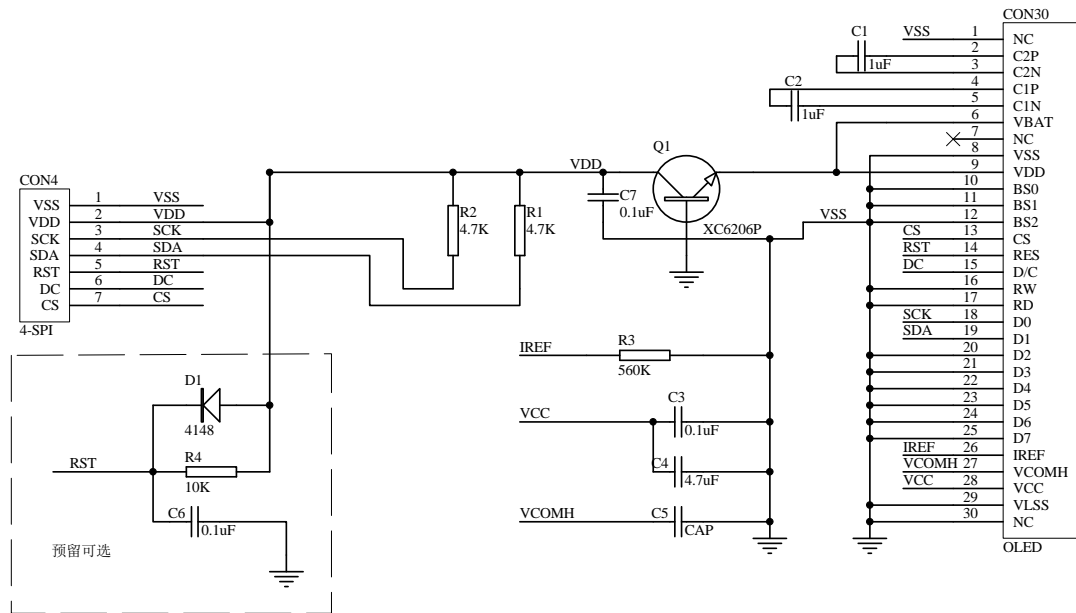 CON4
VSS 1 VSS
VDD 2 VDD
SCK 3 SCK
SDA 4 SDA
RST 5 RST
DC 6 DC
CS 7 CS
4-SPI
R2
4.7K
R1
4.7K
VDD
C7
0.1uF
Q1
XC6206P
VSS
C1
1uF
C2
1uF
D1
4148
RST
R4
10K
C6
0.1uF
预留可选
IREF
R3
560K
VCC
C3
0.1uF
C4
4.7uF
VCOMH
C5
CAP
CON30
VSS 1 NC
2 C2P
3 C2N
4 C1P
5 C1N
6 VBAT
7 NC
8 VSS
9 VDD
10 BS0
11 BS1
12 BS2
CS 13 CS
RST 14 RES
DC 15 D/C
16 RW
17 RD
SCK 18 D0
SDA 19 D1
20 D2
21 D3
22 D4
23 D5
24 D6
25 D7
IREF 26 IREF
VCOMH 27 VCOMH
VCC 28 VCC
29 VLSS
30 NC
OLED